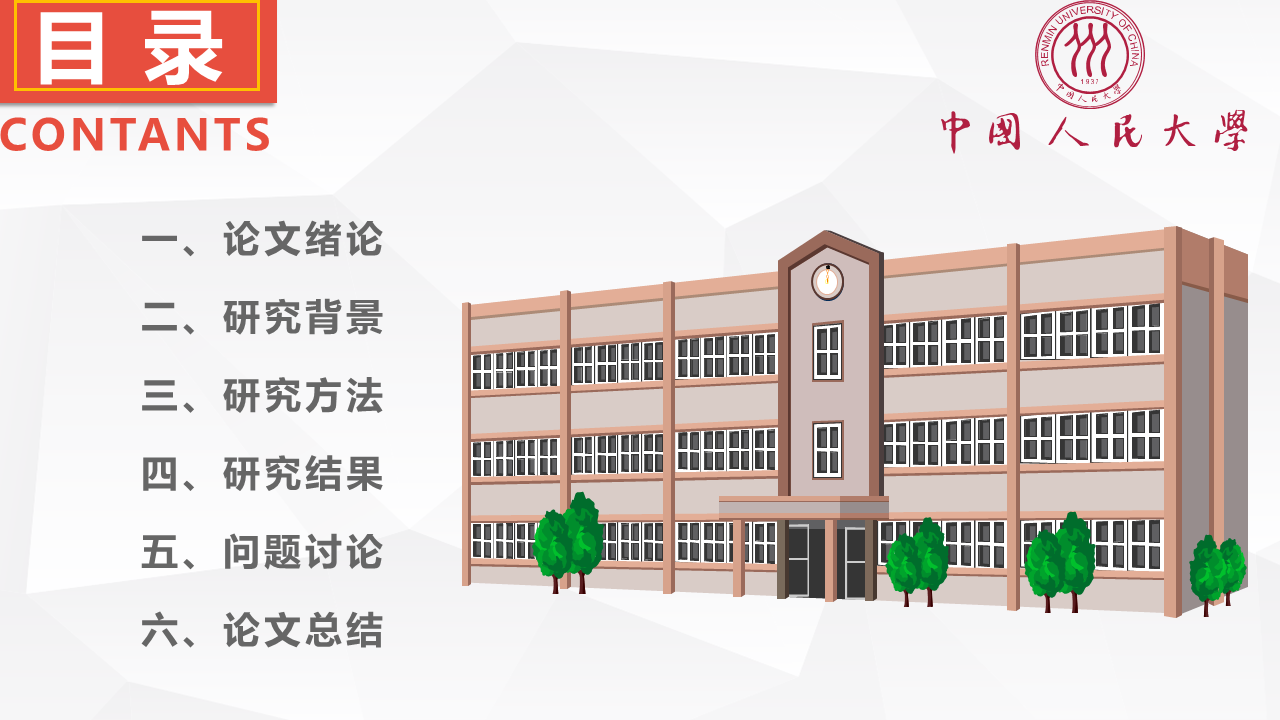 目 录
CONTANTS
RENMIN UNIVERSITY OF CHINA
1937
中国人民大学
中國人民大學
一、论文绪论
二、研究背景
三、研究方法
四、研究结果
五、问题讨论
六、论文总结